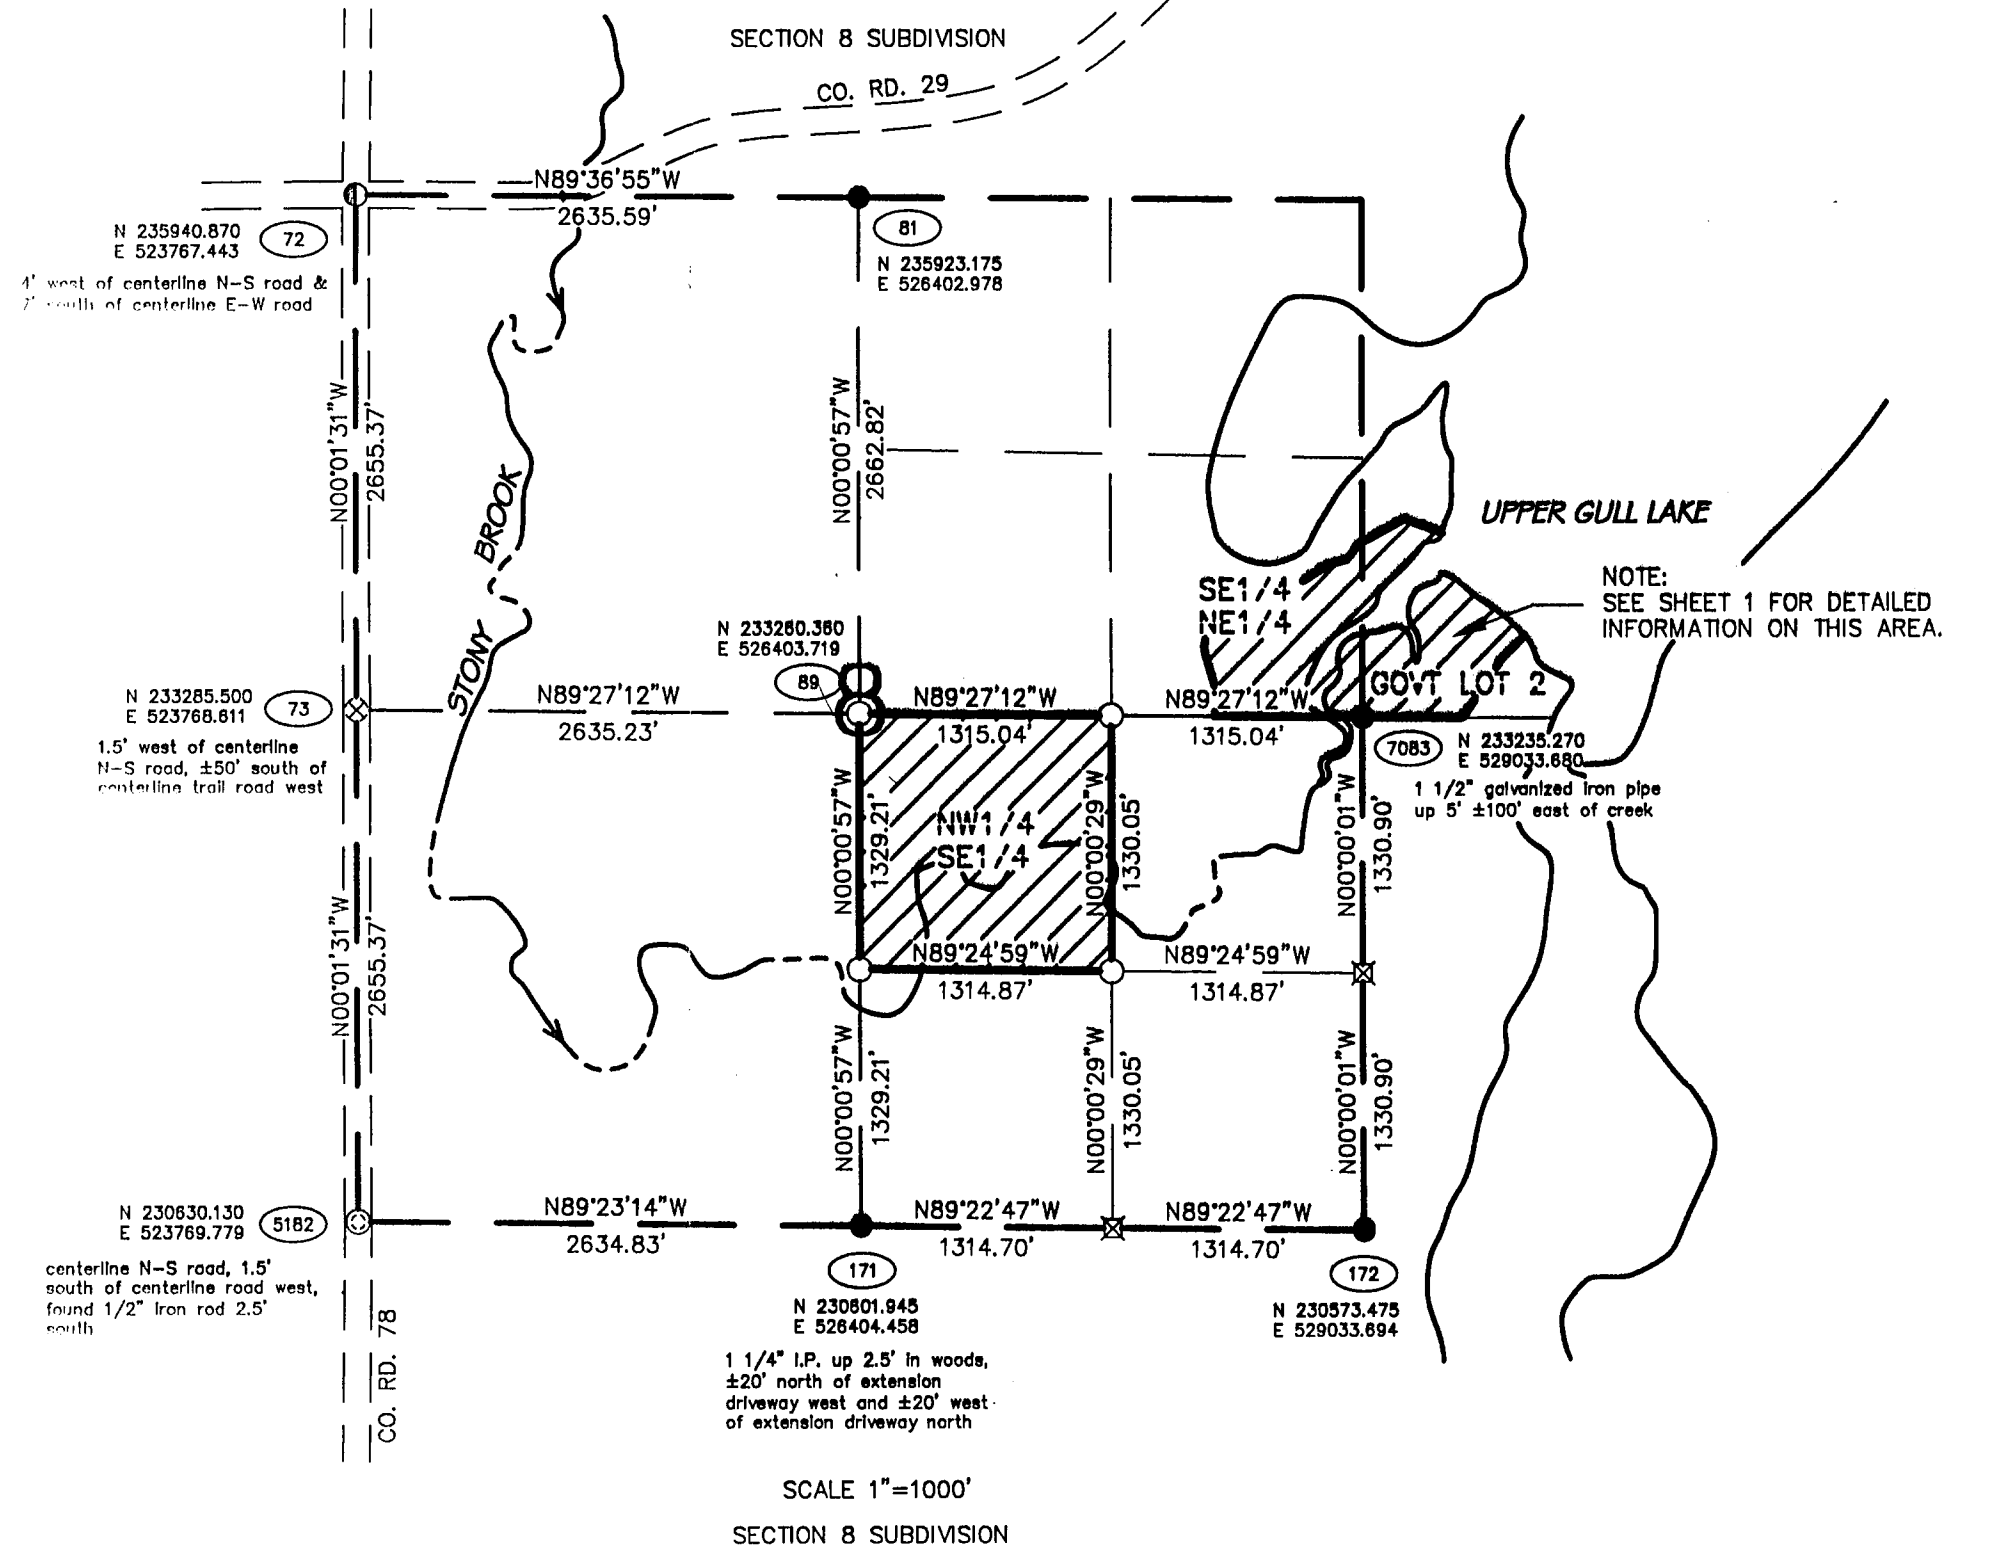 SECTION 8 SUBDIVISION
CO. RD. 29
N89°36'55"W
2635.59'
N 235940.870
E 523767.443
72
4' west of centerline N-S road &
7' south of centerline E-W road
81
N 235923.175
E 526402.978
N00°01'31"W
2655.37'
N00°00'57"W
2662.82'
STONY BROOK
UPPER GULL LAKE
NOTE:
SEE SHEET 1 FOR DETAILED
INFORMATION ON THIS AREA.
SE1/4
NE1/4
GOVT LOT 2
N 233260.360
E 526403.719
89
N 233285.500
E 523768.611
73
1.5' west of centerline
N-S road, ±50' south of
centerline trail road west
N89°27'12"W
2635.23'
N89°27'12"W
1315.04'
N89°27'12"W
1315.04'
7083
N 233235.270
E 529033.680
1 1/2" galvanized iron pipe
up 5' ±100' east of creek
N00°00'57"W
1329.21'
NW1/4
SE1/4
N00°00'29"W
1330.05'
N00°00'01"W
1330.90'
N89°24'59"W
1314.87'
N89°24'59"W
1314.87'
N00°01'31"W
2655.37'
N00°00'57"W
1329.21'
N00°00'29"W
1330.05'
N00°00'01"W
1330.90'
N 230630.130
E 523769.779
5182
centerline N-S road, 1.5'
south of centerline road west,
found 1/2" iron rod 2.5'
south
N89°23'14"W
2634.83'
N89°22'47"W
1314.70'
N89°22'47"W
1314.70'
171
N 230601.945
E 526404.458
1 1/4" I.P. up 2.5' in woods,
±20' north of extension
driveway west and ±20' west
of extension driveway north
172
N 230573.475
E 529033.694
CO. RD. 78
SCALE 1"=1000'
SECTION 8 SUBDIVISION